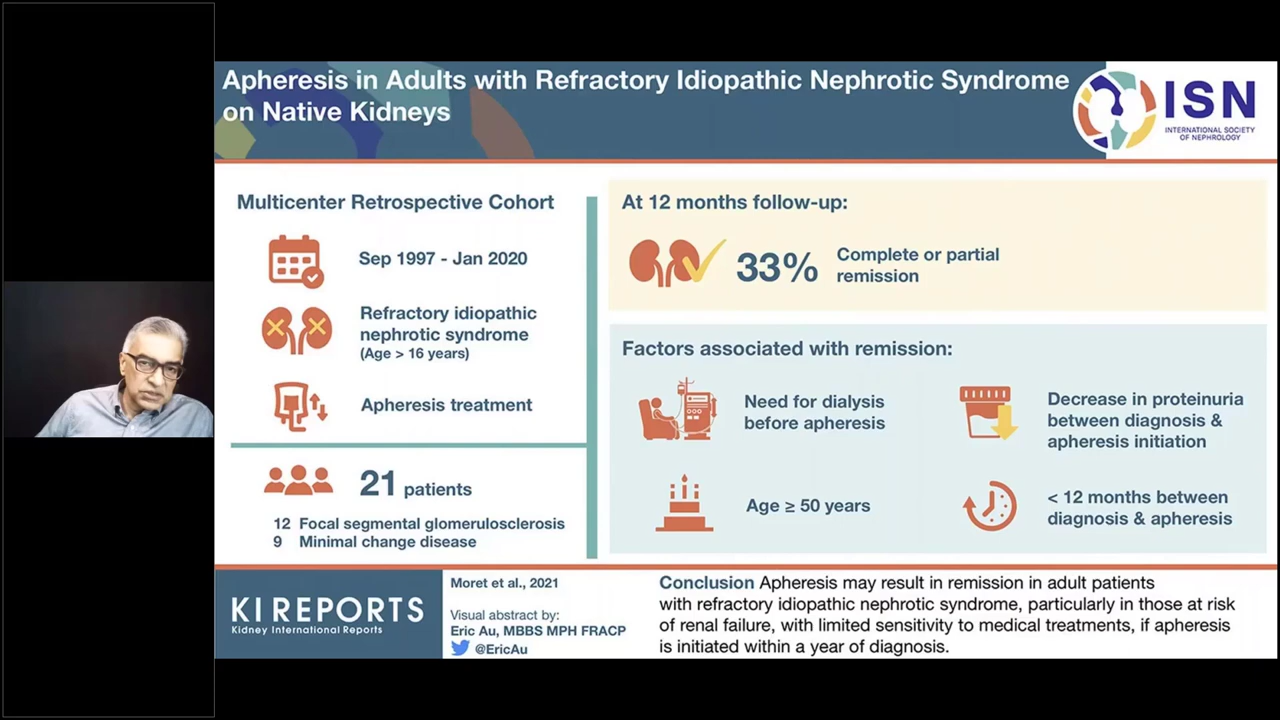 Apheresis in Adults with Refractory Idiopathic Nephrotic Syndrome
on Native Kidneys
ISN
INTERNATIONAL SOCIETY
OF NEPHROLOGY
Multicenter Retrospective Cohort
Sep 1997 - Jan 2020
Refractory idiopathic
nephrotic syndrome
(Age > 16 years)
Apheresis treatment
21 patients
12 Focal segmental glomerulosclerosis
9 Minimal change disease
At 12 months follow-up:
33%
Complete or partial
remission
Factors associated with remission:
Need for dialysis
before apheresis
Decrease in proteinuria
between diagnosis &
apheresis initiation
Age ≥ 50 years
< 12 months between
diagnosis & apheresis
KI REPORTS
Kidney International Reports
Moret et al., 2021
Visual abstract by:
Eric Au, MBBS MPH FRACP
@EricAu
Conclusion Apheresis may result in remission in adult patients
with refractory idiopathic nephrotic syndrome, particularly in those at risk
of renal failure, with limited sensitivity to medical treatments, if apheresis
is initiated within a year of diagnosis.